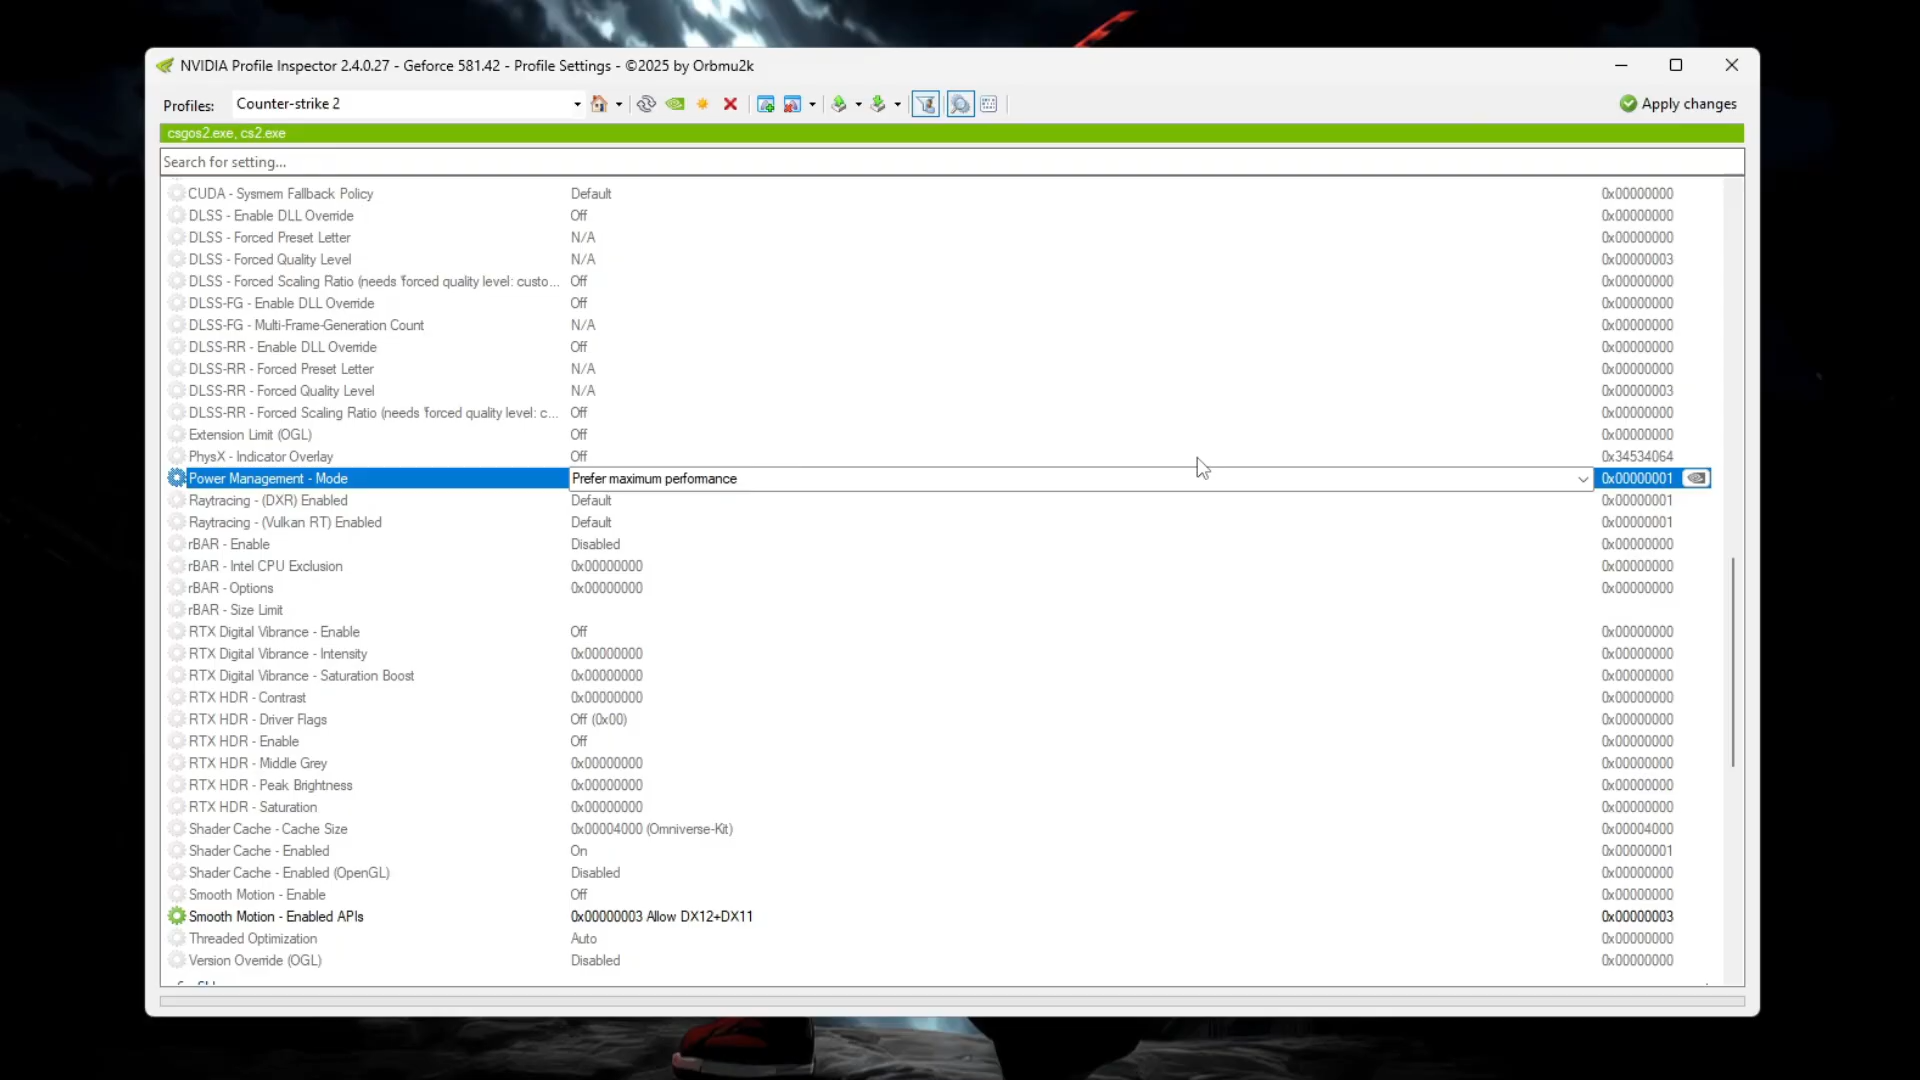 NVIDIA Profile Inspector 2.4.0.27 - Geforce 581.42 - Profile Settings - ©2025 by Orbmu2k
Profiles: Counter-strike 2 Apply changes
csgos2.exe, cs2.exe
Search for setting...
CUDA - Sysmem Fallback Policy Default 0x00000000
DLSS - Enable DLL Override Off 0x00000000
DLSS - Forced Preset Letter N/A 0x00000000
DLSS - Forced Quality Level N/A 0x00000003
DLSS - Forced Scaling Ratio (needs 'forced quality level: custo... Off 0x00000000
DLSS-FG - Enable DLL Override Off 0x00000000
DLSS-FG - Multi-Frame-Generation Count N/A 0x00000000
DLSS-RR - Enable DLL Override Off 0x00000000
DLSS-RR - Forced Preset Letter N/A 0x00000000
DLSS-RR - Forced Quality Level N/A 0x00000003
DLSS-RR - Forced Scaling Ratio (needs 'forced quality level: c... Off 0x00000000
Extension Limit (OGL) Off 0x00000000
PhysX - Indicator Overlay Off 0x34534064
Power Management - Mode Prefer maximum performance 0x00000001
Raytracing - (DXR) Enabled Default 0x00000001
Raytracing - (Vulkan RT) Enabled Default 0x00000001
rBAR - Enable Disabled 0x00000000
rBAR - Intel CPU Exclusion 0x00000000 0x00000000
rBAR - Options 0x00000000 0x00000000
rBAR - Size Limit
RTX Digital Vibrance - Enable Off 0x00000000
RTX Digital Vibrance - Intensity 0x00000000 0x00000000
RTX Digital Vibrance - Saturation Boost 0x00000000 0x00000000
RTX HDR - Contrast 0x00000000 0x00000000
RTX HDR - Driver Flags Off (0x00) 0x00000000
RTX HDR - Enable Off 0x00000000
RTX HDR - Middle Grey 0x00000000 0x00000000
RTX HDR - Peak Brightness 0x00000000 0x00000000
RTX HDR - Saturation 0x00000000 0x00000000
Shader Cache - Cache Size 0x00004000 (Omniverse-Kit) 0x00004000
Shader Cache - Enabled On 0x00000001
Shader Cache - Enabled (OpenGL) Disabled 0x00000000
Smooth Motion - Enable Off 0x00000000
Smooth Motion - Enabled APIs 0x00000003 Allow DX12+DX11 0x00000003
Threaded Optimization Auto 0x00000000
Version Override (OGL) Disabled 0x00000000